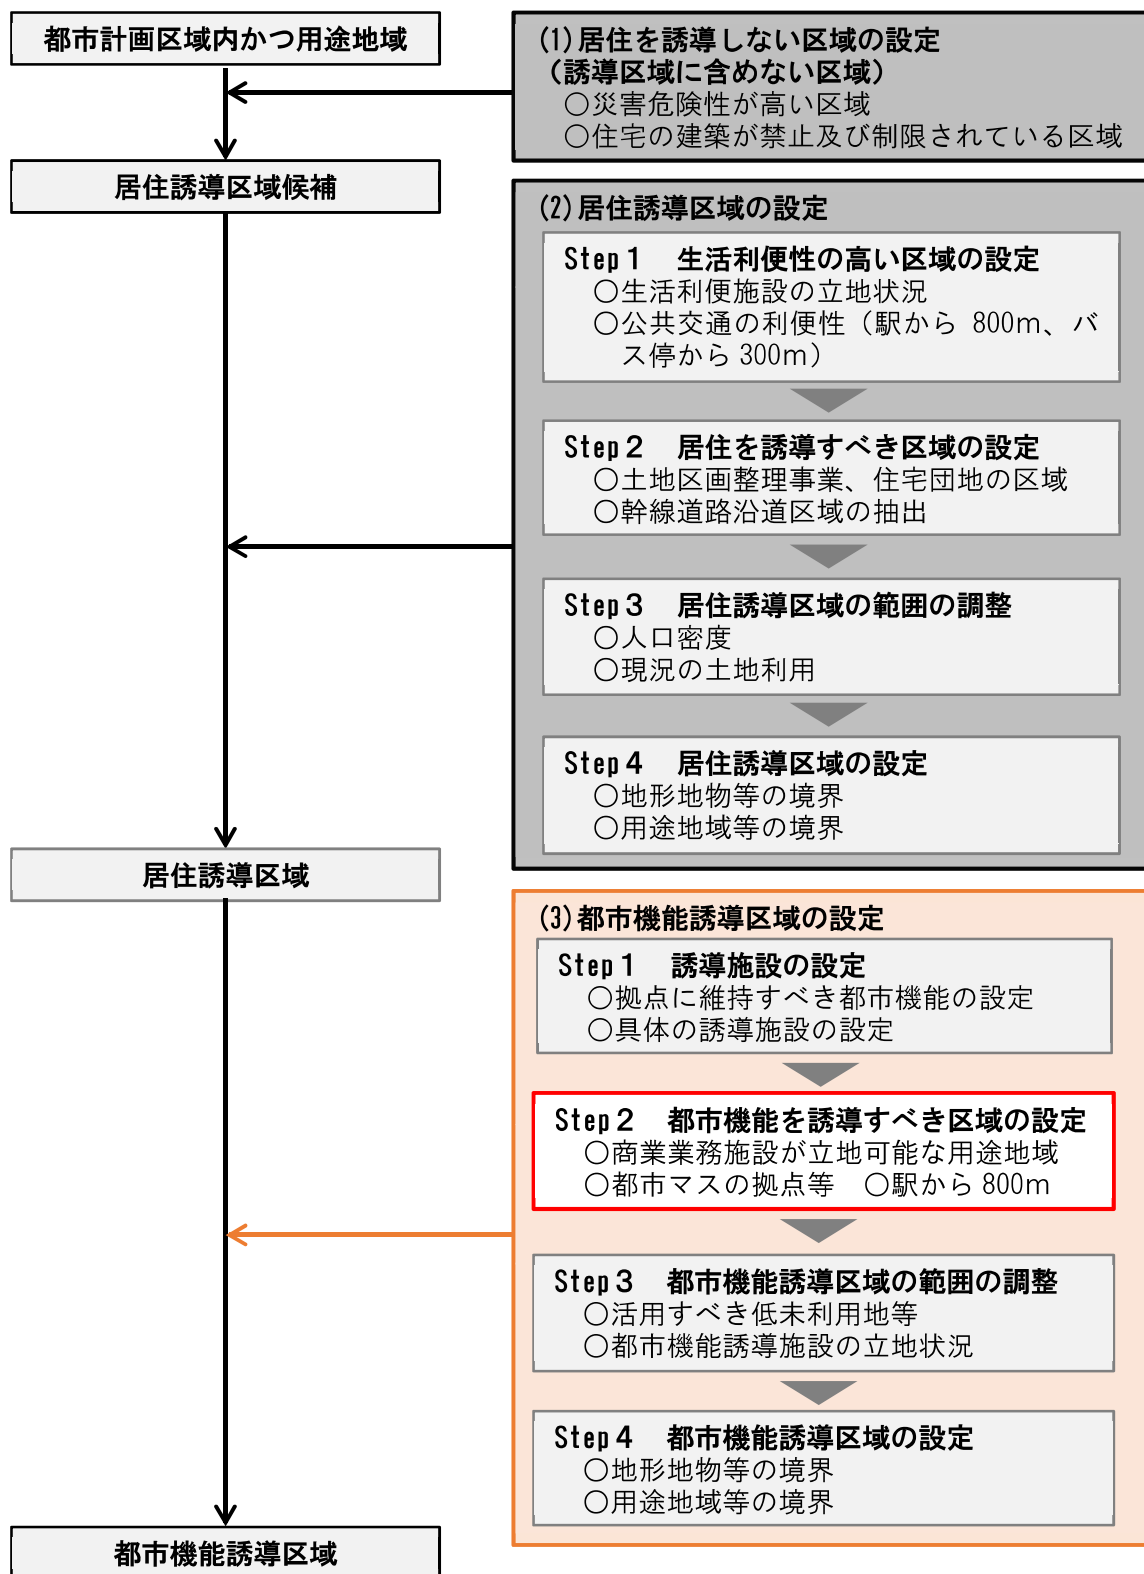 都市計画区域内かつ用途地域
(1)居住を誘導しない区域の設定
（誘導区域に含めない区域）
○災害危険性が高い区域
○住宅の建築が禁止及び制限されている区域
居住誘導区域候補
(2)居住誘導区域の設定
Step１　生活利便性の高い区域の設定
○生活利便施設の立地状況
○公共交通の利便性（駅から 800ｍ、バ
ス停から 300ｍ）
Step２　居住を誘導すべき区域の設定
○土地区画整理事業、住宅団地の区域
○幹線道路沿道区域の抽出
Step３　居住誘導区域の範囲の調整
○人口密度
○現況の土地利用
Step４　居住誘導区域の設定
○地形地物等の境界
○用途地域等の境界
居住誘導区域
(3)都市機能誘導区域の設定
Step１　誘導施設の設定
○拠点に維持すべき都市機能の設定
○具体の誘導施設の設定
Step２　都市機能を誘導すべき区域の設定
○商業業務施設が立地可能な用途地域
○都市マスの拠点等　○駅から 800ｍ
Step３　都市機能誘導区域の範囲の調整
○活用すべき低未利用地等
○都市機能誘導施設の立地状況
Step４　都市機能誘導区域の設定
○地形地物等の境界
○用途地域等の境界
都市機能誘導区域